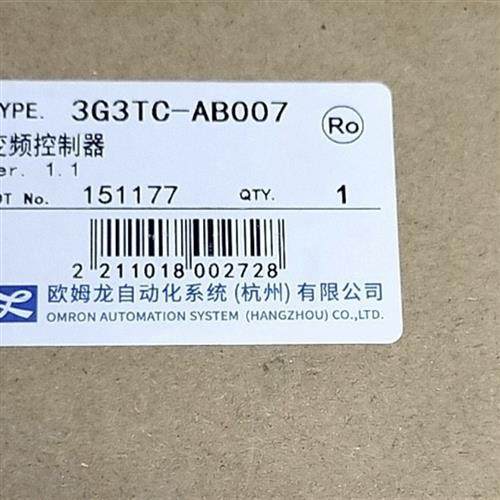 YPE. 3G3TC-AB007 Ro
变频控制器
er. 1.1
OT No. 151177 QTY. 1
2 211018 002728
欧姆龙自动化系统(杭州)有限公司
OMRON AUTOMATION SYSTEM (HANGZHOU) CO.,LTD.